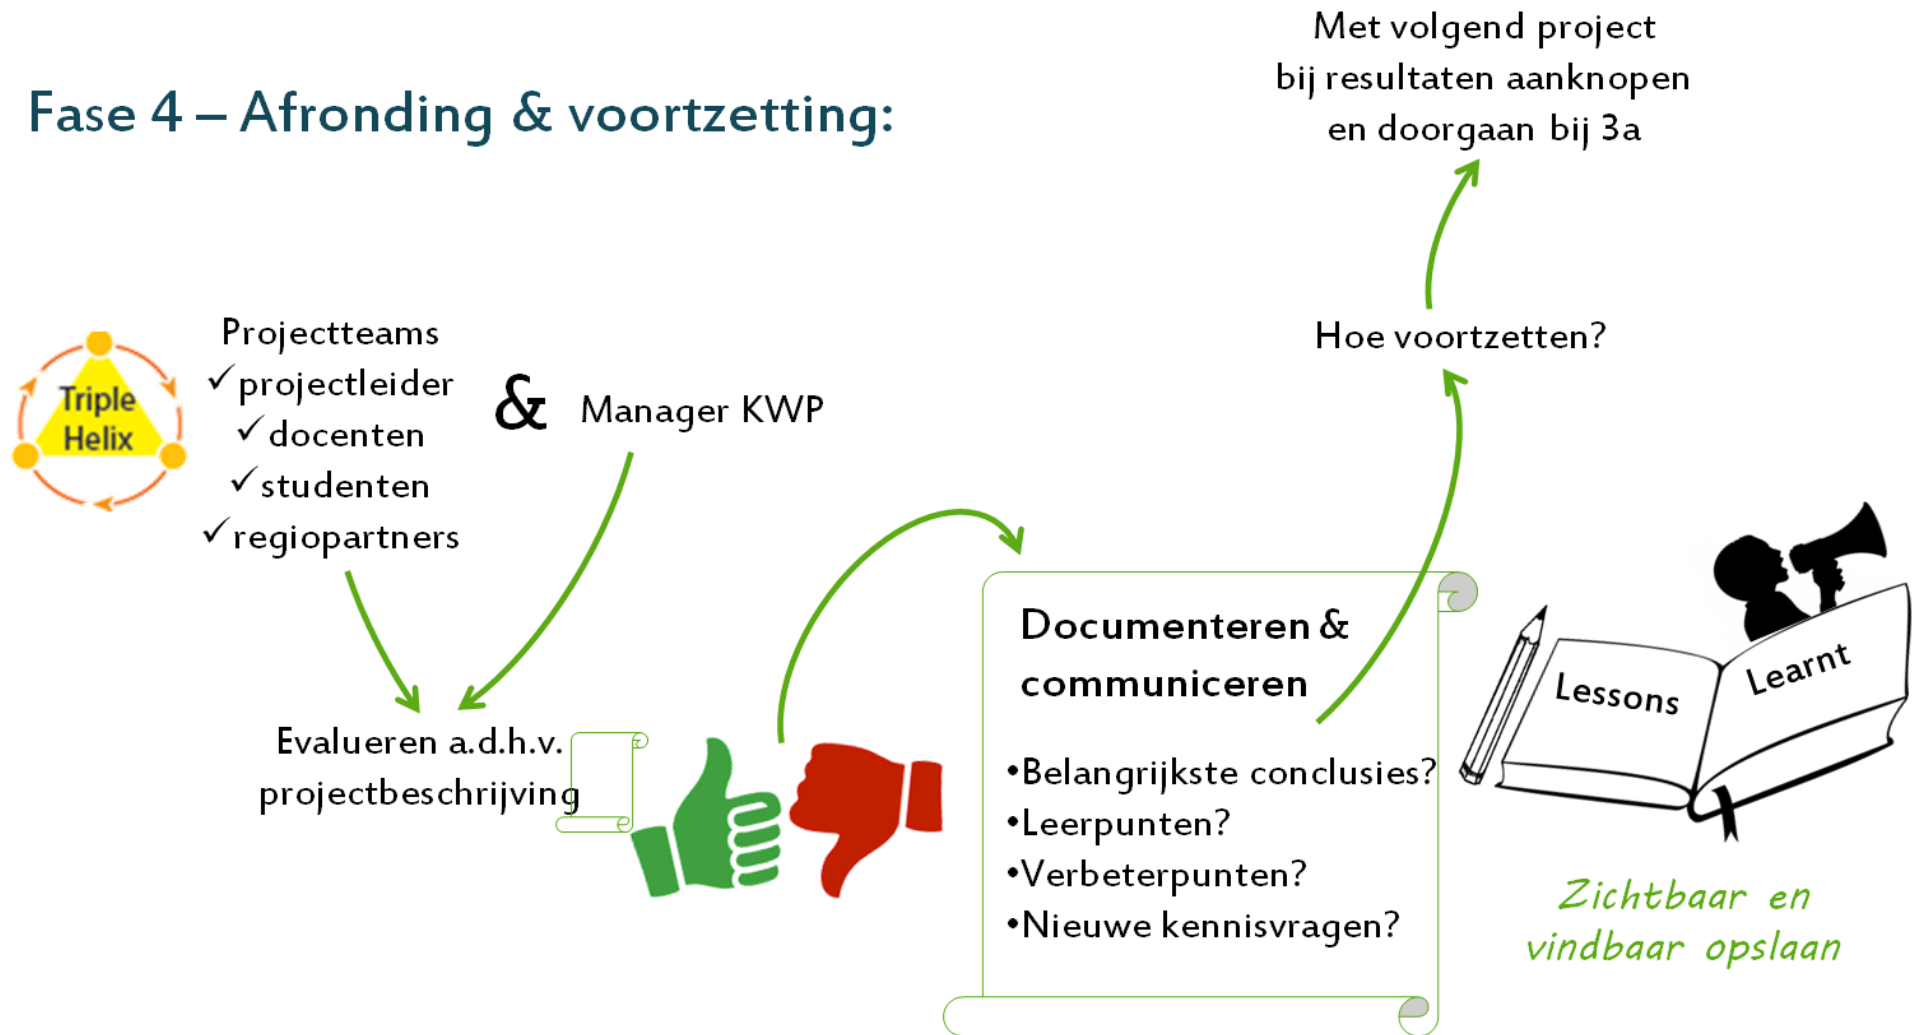 Fase 4 – Afronding & voortzetting:
Met volgend project
bij resultaten aanknopen
en doorgaan bij 3a
Hoe voortzetten?
Triple
Helix
Projectteams
✓projectleider
✓docenten
✓studenten
✓regiopartners
&
Manager KWP
Evalueren a.d.h.v.
projectbeschrijving
Documenteren &
communiceren
•Belangrijkste conclusies?
•Leerpunten?
•Verbeterpunten?
•Nieuwe kennisvragen?
Lessons
Learnt
Zichtbaar en
vindbaar opslaan